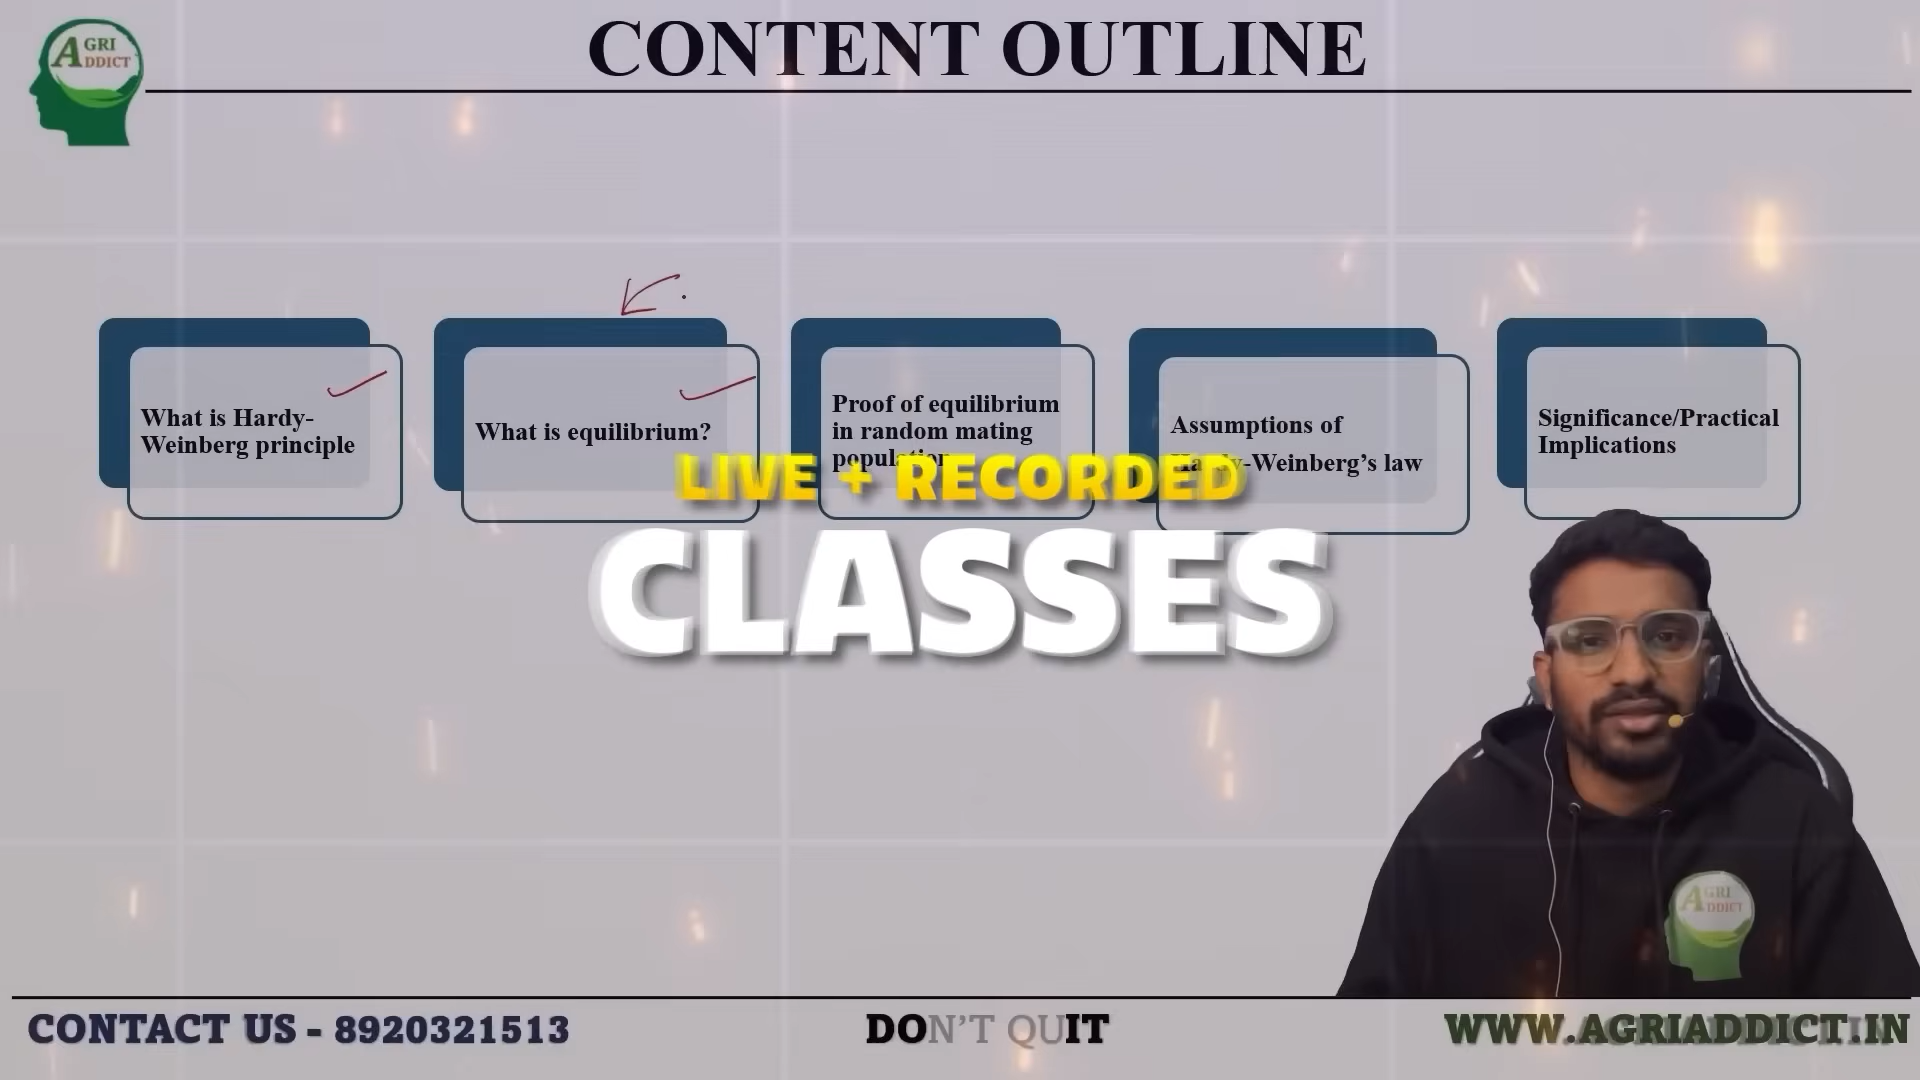 AGRI
ADDICT
CONTENT OUTLINE
What is Hardy-
Weinberg principle
What is equilibrium?
Proof of equilibrium
in random mating
population
Assumptions of
Hardy-Weinberg's law
Significance/Practical
Implications
LIVE + RECORDED
CLASSES
AGRI
ADDICT
CONTACT US - 8920321513
DON'T QUIT
WWW.AGRIADDICT.IN